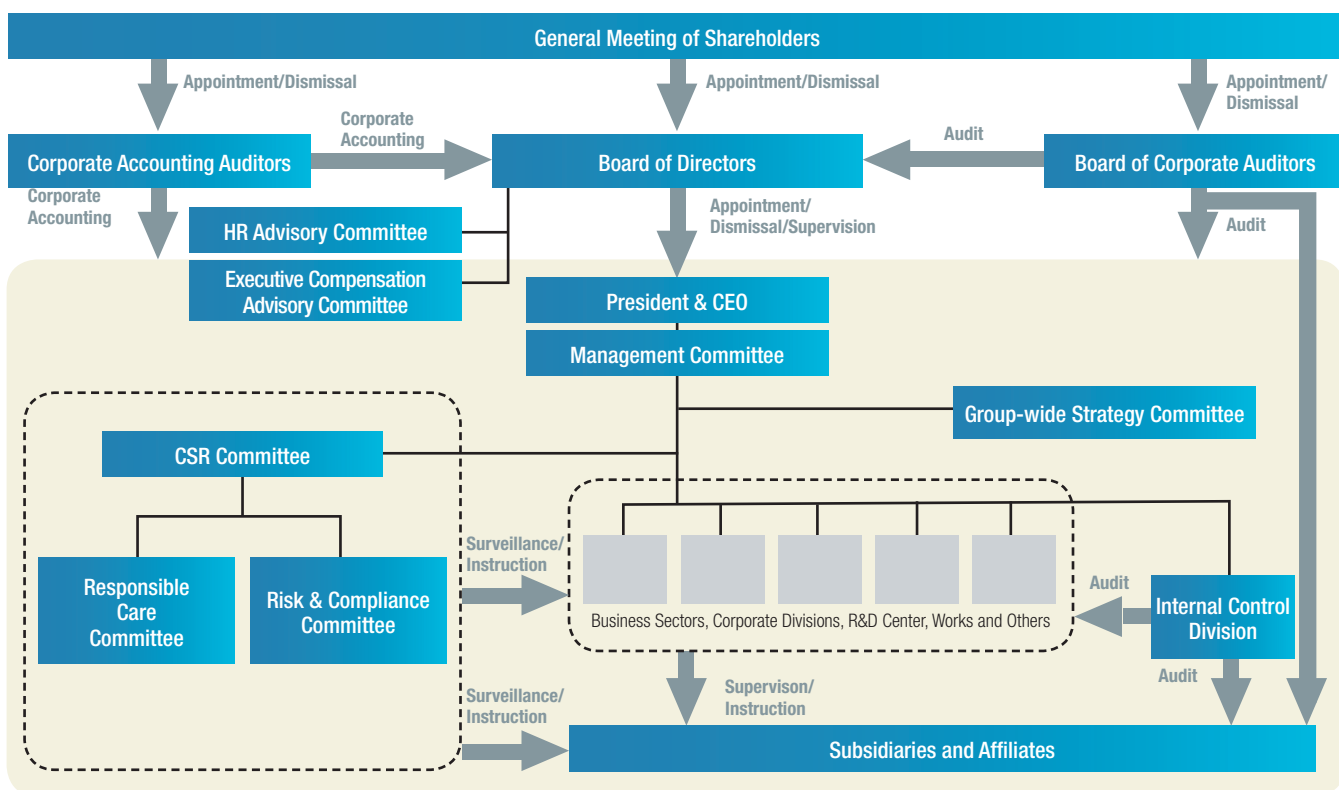 General Meeting of Shareholders
Appointment/Dismissal
Appointment/Dismissal
Appointment/
Dismissal
Corporate
Accounting
Audit
Corporate Accounting Auditors
Board of Directors
Board of Corporate Auditors
Corporate
Accounting
Appointment/
Dismissal/Supervision
Audit
HR Advisory Committee
Executive Compensation
Advisory Committee
President & CEO
Management Committee
Group-wide Strategy Committee
CSR Committee
Surveillance/
Instruction
Responsible
Care
Committee
Risk & Compliance
Committee
Business Sectors, Corporate Divisions, R&D Center, Works and Others
Audit
Internal Control
Division
Surveillance/
Instruction
Supervison/
Instruction
Audit
Subsidiaries and Affiliates